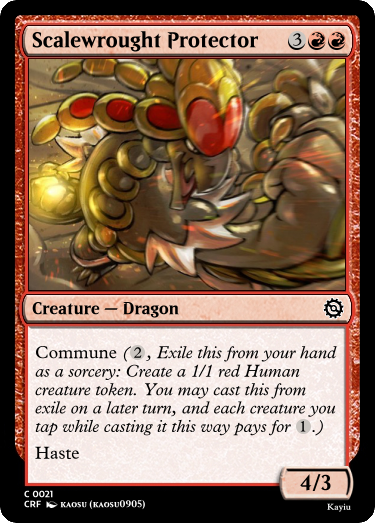 Scalewrought Protector 3
Creature — Dragon
Commune (2, Exile this from your hand
as a sorcery: Create a 1/1 red Human
creature token. You may cast this from
exile on a later turn, and each creature you
tap while casting it this way pays for 1.)
Haste
4/3
C 0021
CRF KAOSU (KAOSU0905)
Kayiu